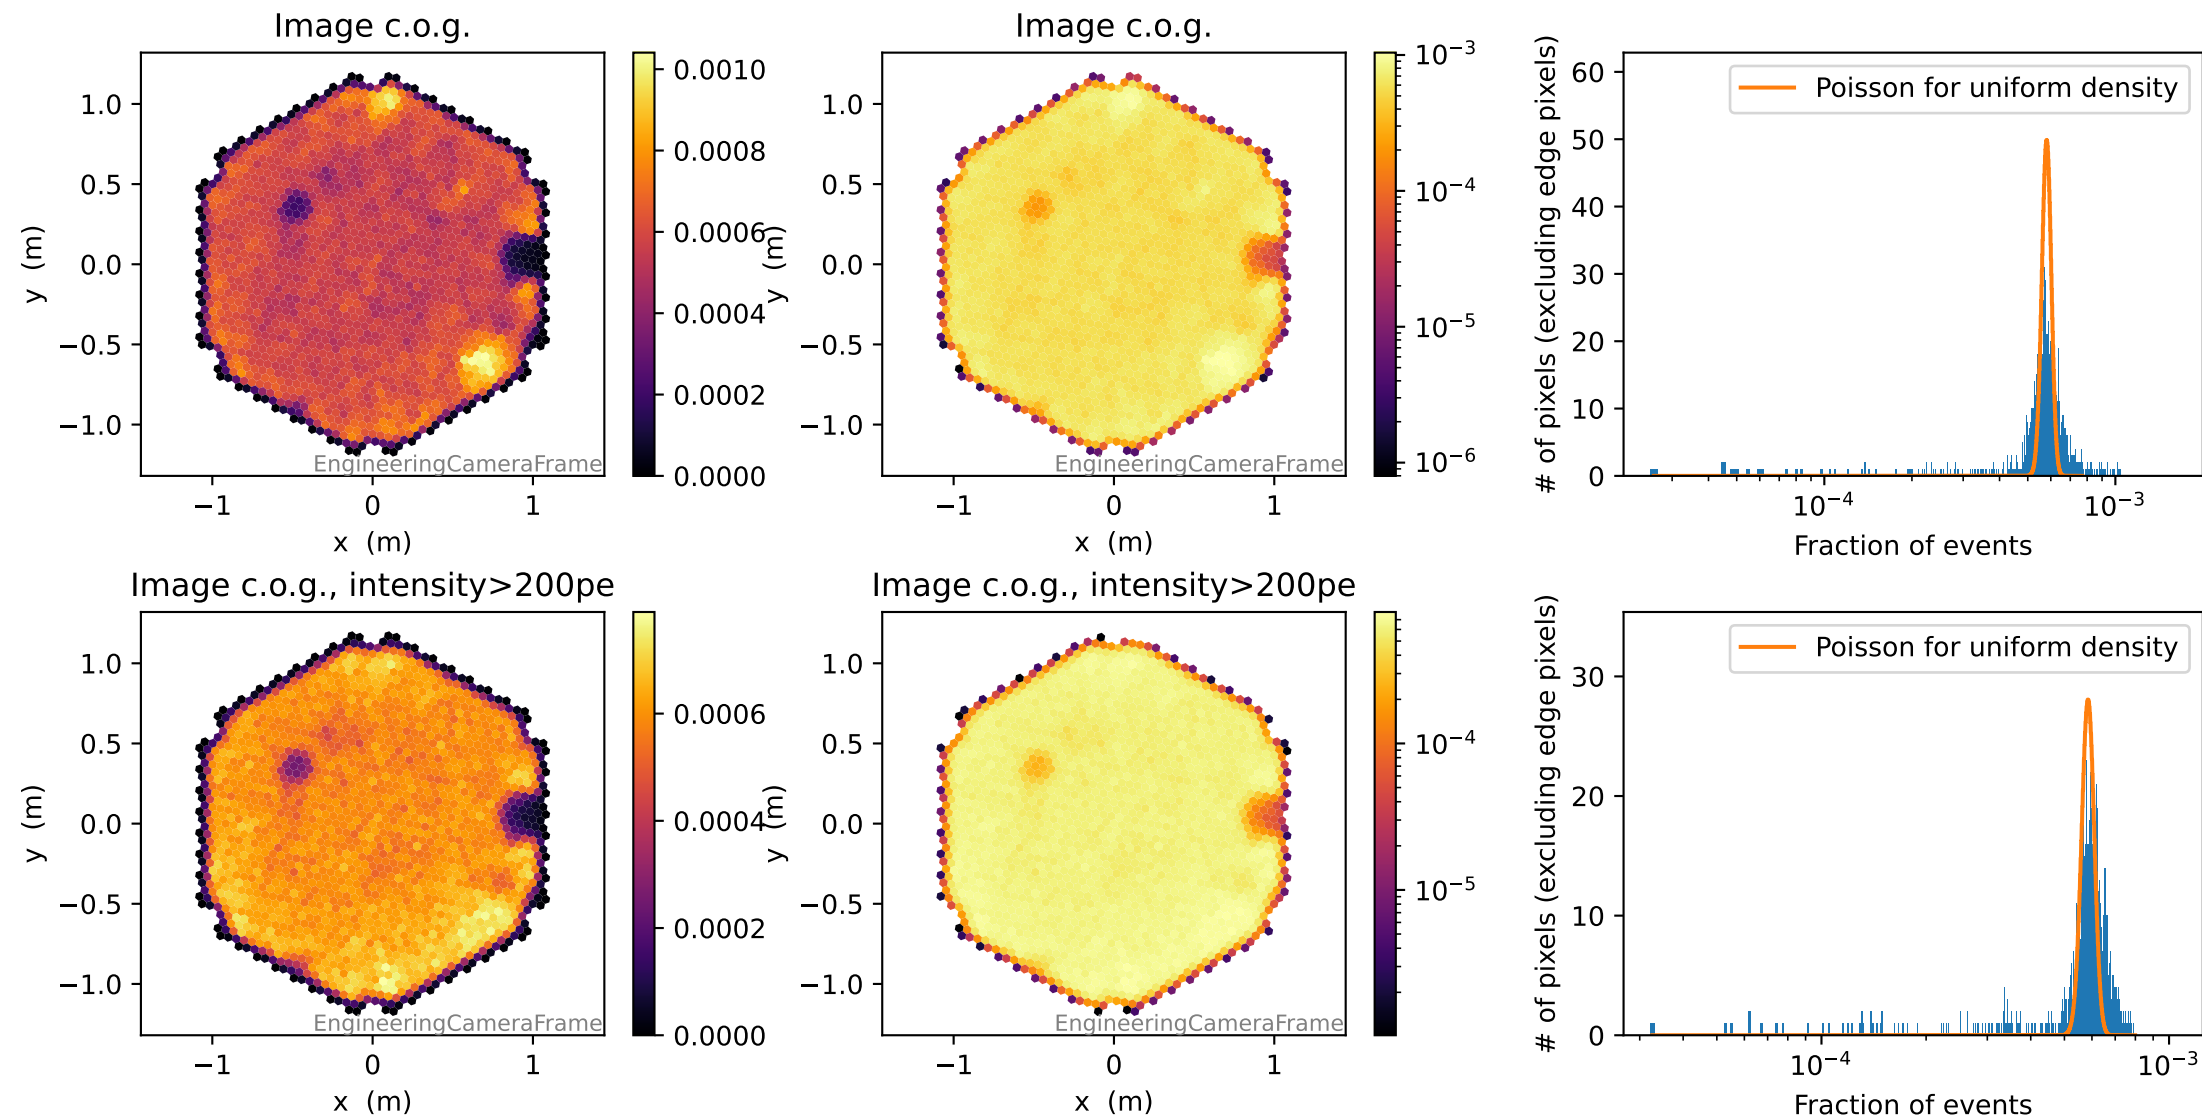 Image c.o.g.
1.0
0.5
0.0
−0.5
−1.0
y (m)
−1
0
1
x (m)
EngineeringCameraFrame
0.0010
0.0008
0.0006
0.0004
0.0002
0.0000
Image c.o.g.
1.0
0.5
0.0
−0.5
−1.0
y (m)
−1
0
1
x (m)
EngineeringCameraFrame
10⁻³
10⁻⁴
10⁻⁵
10⁻⁶
Poisson for uniform density
60
50
40
30
20
10
0
# of pixels (excluding edge pixels)
10⁻⁴
10⁻³
Fraction of events
Image c.o.g., intensity>200pe
1.0
0.5
0.0
−0.5
−1.0
y (m)
−1
0
1
x (m)
EngineeringCameraFrame
0.0006
0.0004
0.0002
0.0000
Image c.o.g., intensity>200pe
1.0
0.5
0.0
−0.5
−1.0
y (m)
−1
0
1
x (m)
EngineeringCameraFrame
10⁻⁴
10⁻⁵
Poisson for uniform density
30
20
10
0
# of pixels (excluding edge pixels)
10⁻⁴
10⁻³
Fraction of events